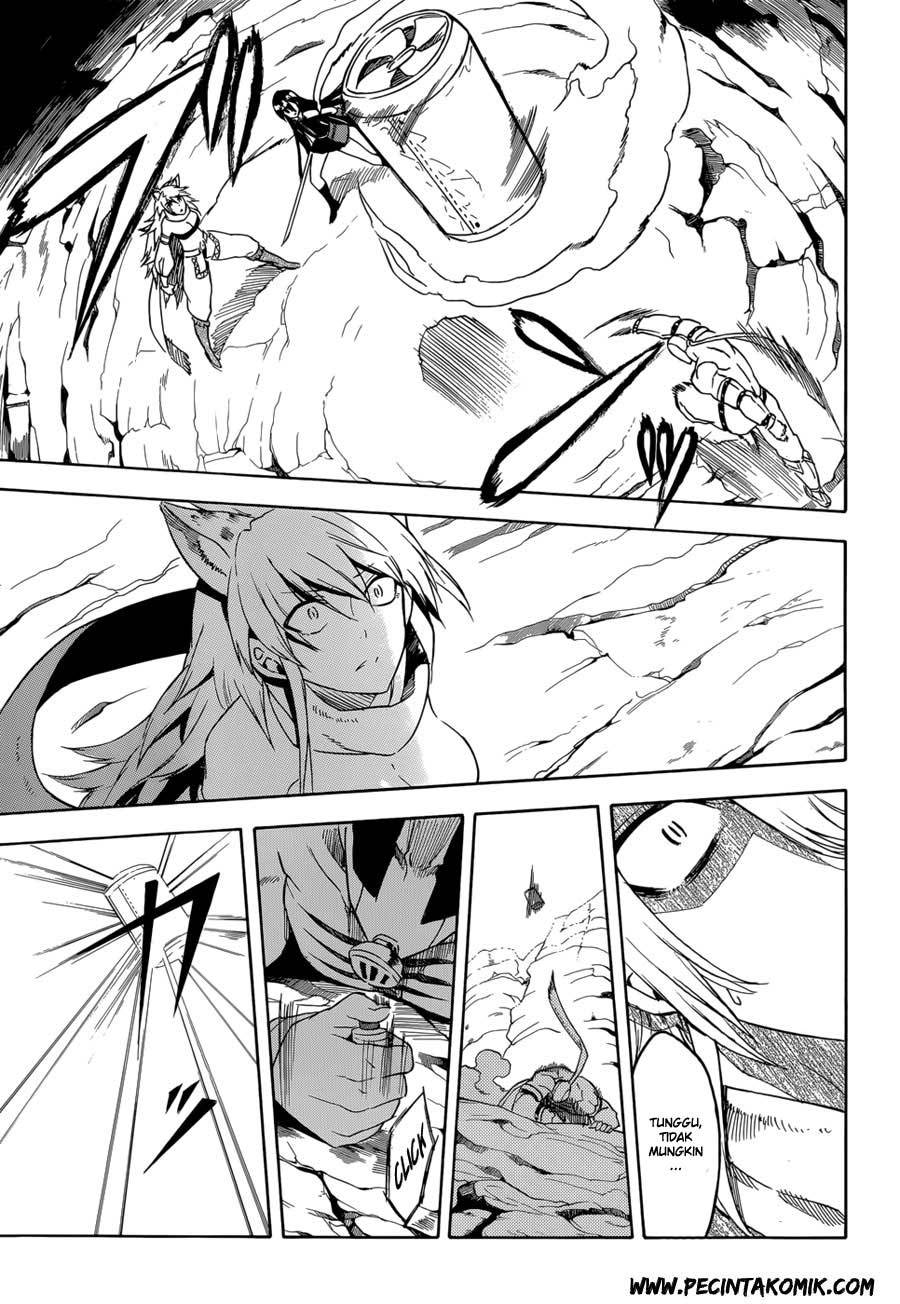 TUNGGU,
TIDAK
MUNGKIN
...
CLICK
WWW.PECINTAKOMIK.COM